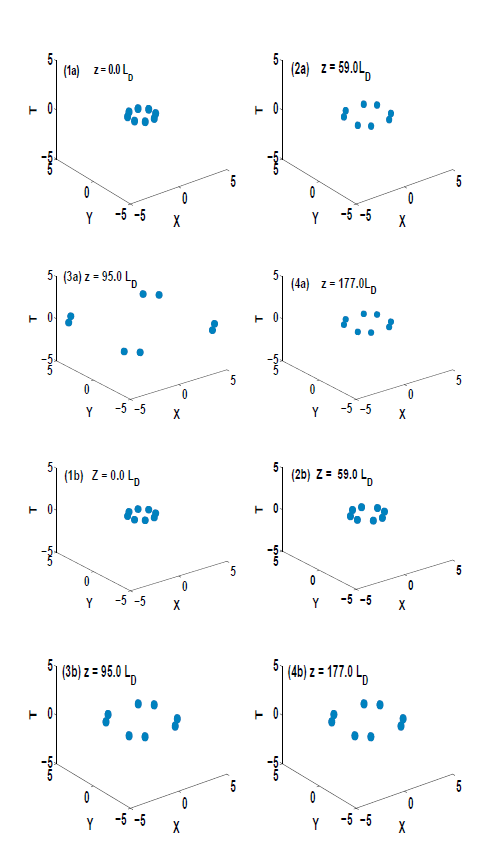 (1a) z = 0.0 L_D
5
0
−5
T
5
0
−5
Y
−5
0
5
X
(2a) z = 59.0L_D
5
0
−5
T
5
0
−5
Y
−5
0
5
X
(3a) z = 95.0 L_D
5
0
−5
T
5
0
−5
Y
−5
0
5
X
(4a) z = 177.0L_D
5
0
−5
T
5
0
−5
Y
−5
0
5
X
(1b) Z = 0.0 L_D
5
0
−5
T
5
0
−5
Y
−5
0
5
X
(2b) Z = 59.0 L_D
5
0
−5
T
5
0
−5
Y
−5
0
5
X
(3b) z = 95.0 L_D
5
0
−5
T
5
0
−5
Y
−5
0
5
X
(4b) z = 177.0 L_D
5
0
−5
T
5
0
−5
Y
−5
0
5
X